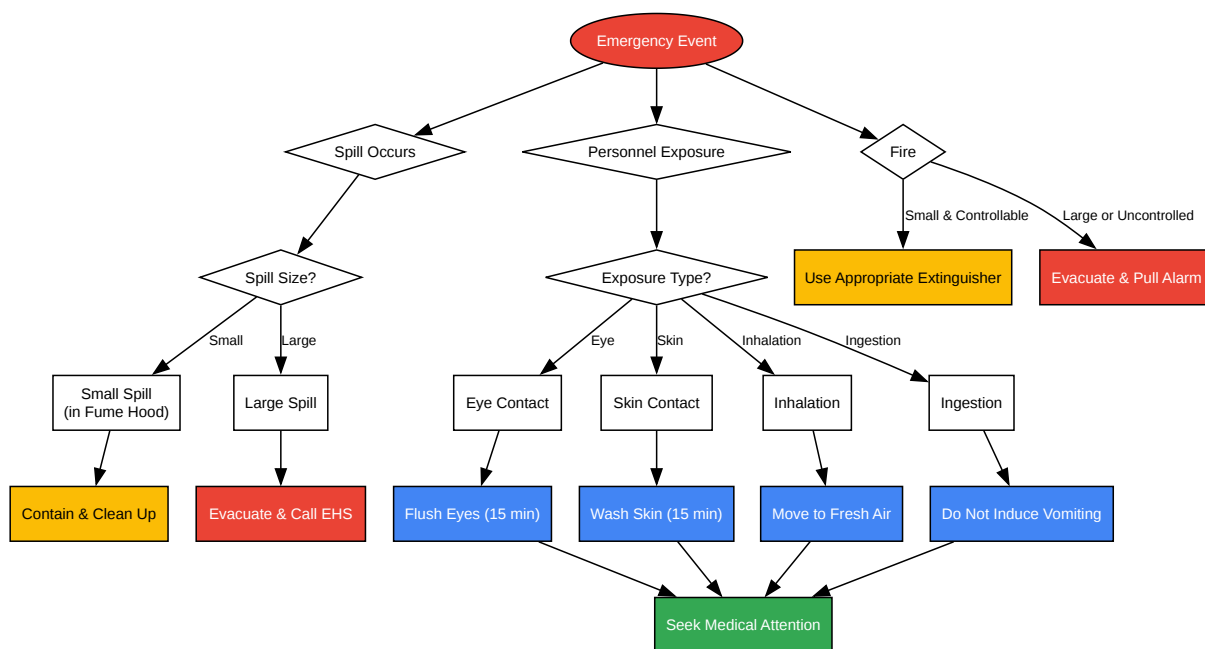 Emergency Event
Spill Occurs
Personnel Exposure
Fire
Small & Controllable
Large or Uncontrolled
Spill Size?
Exposure Type?
Use Appropriate Extinguisher
Evacuate & Pull Alarm
Small
Large
Eye
Skin
Inhalation
Ingestion
Small Spill
(in Fume Hood)
Large Spill
Eye Contact
Skin Contact
Inhalation
Ingestion
Contain & Clean Up
Evacuate & Call EHS
Flush Eyes (15 min)
Wash Skin (15 min)
Move to Fresh Air
Do Not Induce Vomiting
Seek Medical Attention